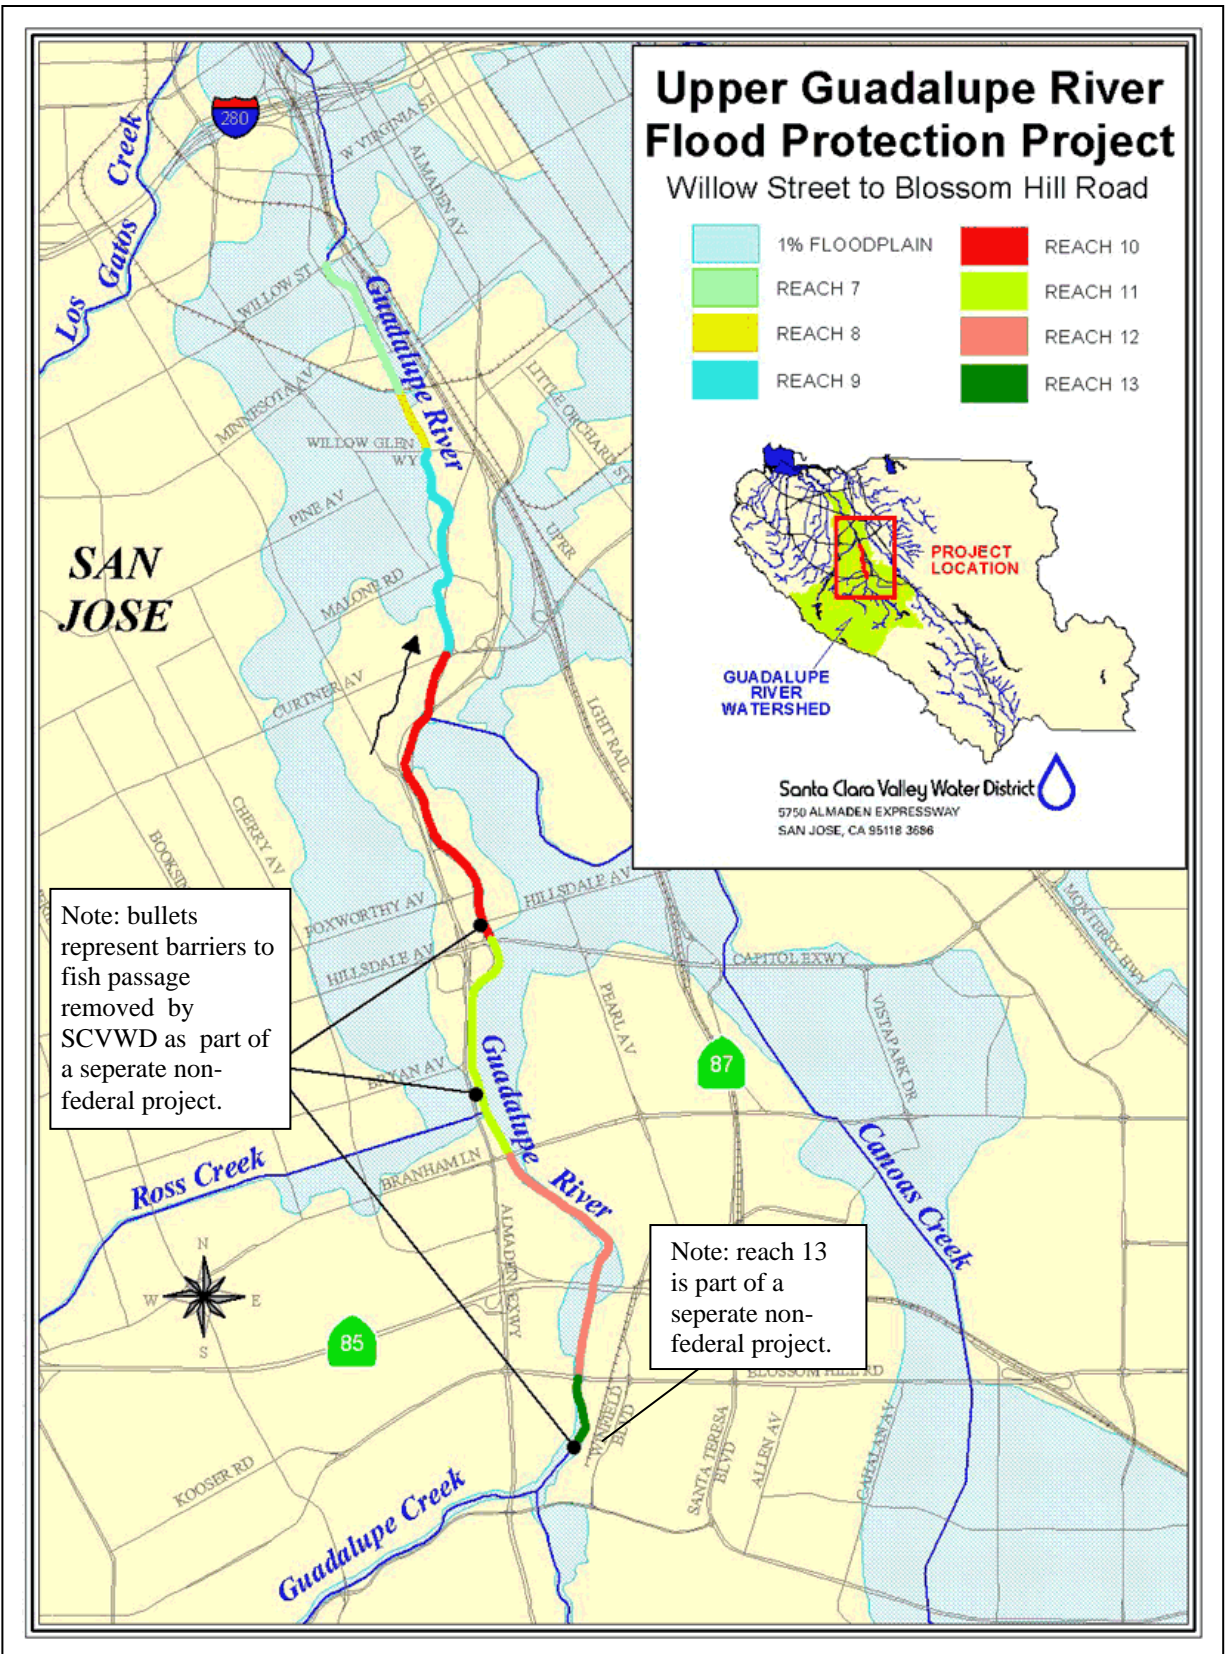 Upper Guadalupe River
Flood Protection Project
Willow Street to Blossom Hill Road
1% FLOODPLAIN
REACH 7
REACH 8
REACH 9
REACH 10
REACH 11
REACH 12
REACH 13
PROJECT
LOCATION
GUADALUPE
RIVER
WATERSHED
Santa Clara Valley Water District
5750 ALMADEN EXPRESSWAY
SAN JOSE, CA 95118 3686
280
Los Gatos Creek
W VIRGINIA ST
ALMADEN AV
WILLOW ST
Guadalupe River
MINNESOTA AV
WILLOW GLEN
WY
LITTLE ORCHARD ST
PINE AV
UPRR
SAN
JOSE
MALONE RD
CURTNER AV
LGHT RAIL
CHERRY AV
BOOKSIN
FOXWORTHY AV
HILLSDALE AV
HILLSDALE AV
CAPITOL EXWY
MONTERRY HWY
PEARL AV
VISTAPARK DR
87
Note: bullets
represent barriers to
fish passage
removed by
SCVWD as part of
a seperate non-
federal project.
BRYAN AV
Guadalupe River
Ross Creek
BRANHAM LN
Canoas Creek
ALMADEN EXWY
N
W
E
S
85
Note: reach 13
is part of a
seperate non-
federal project.
BLOSSOM HILL RD
WINFIELD
BLVD
SANTA TERESA
BLVD
ALLEN AV
CAHALAN AV
KOOSER RD
Guadalupe Creek